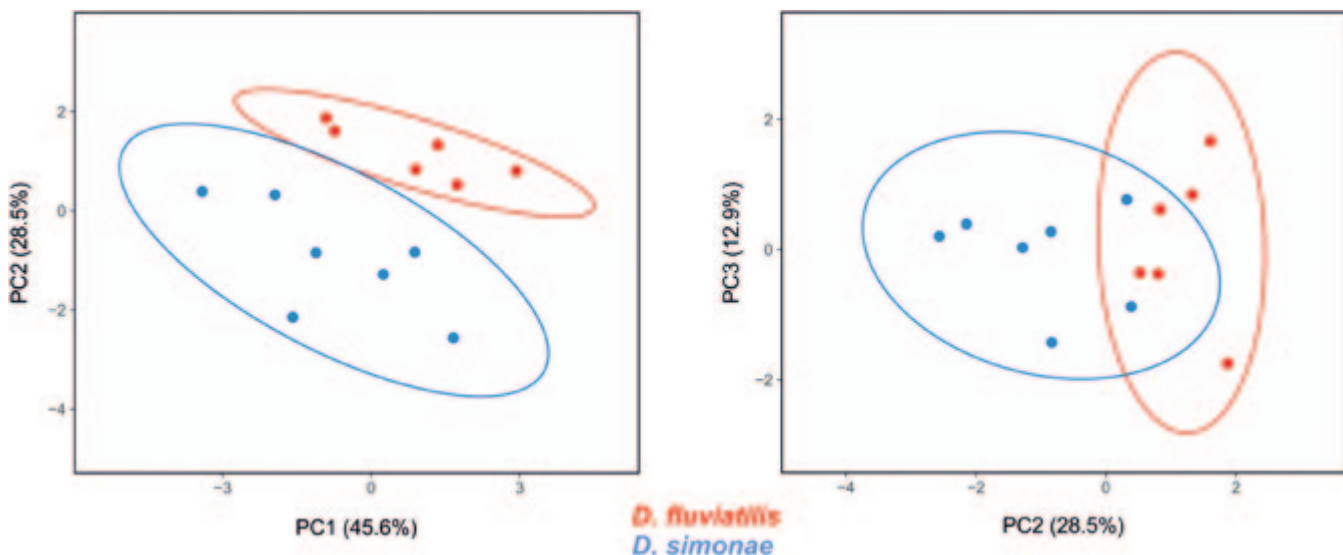 2
0
−2
−4
PC2 (28.5%)
−3
0
3
PC1 (45.6%)
2
0
−2
PC3 (12.9%)
−4
−2
0
2
PC2 (28.5%)
D. fluviatilis
D. simonae